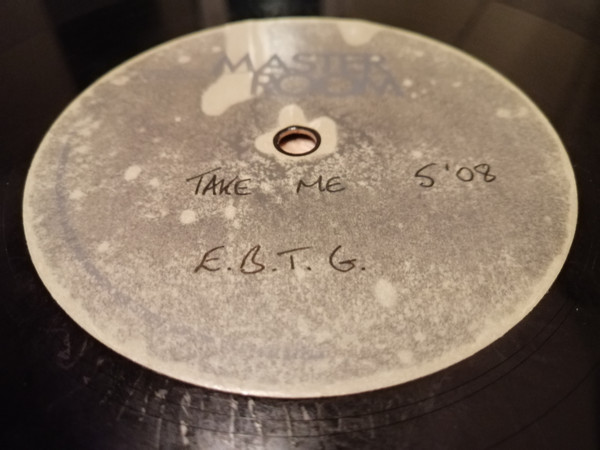 MASTER
ROOM
TAKE ME 5'08
E.B.T.G.